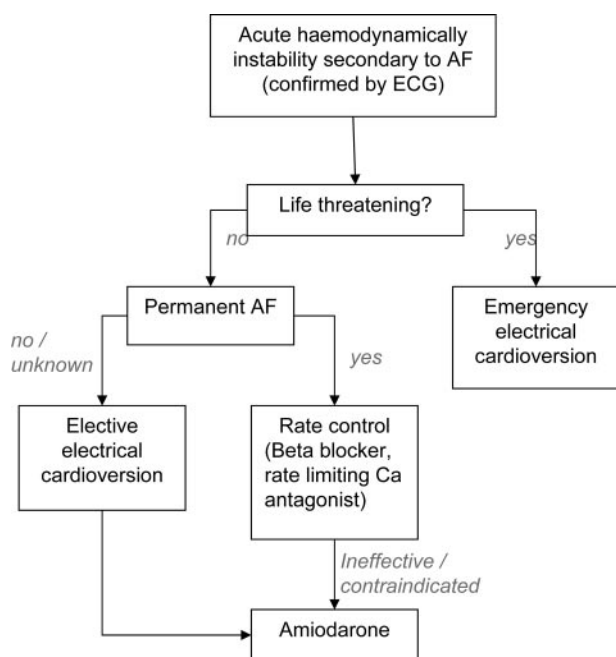 Acute haemodynamically
instability secondary to AF
(confirmed by ECG)
Life threatening?
no
yes
Permanent AF
Emergency
electrical
cardioversion
no /
unknown
yes
Elective
electrical
cardioversion
Rate control
(Beta blocker,
rate limiting Ca
antagonist)
Ineffective /
contraindicated
Amiodarone